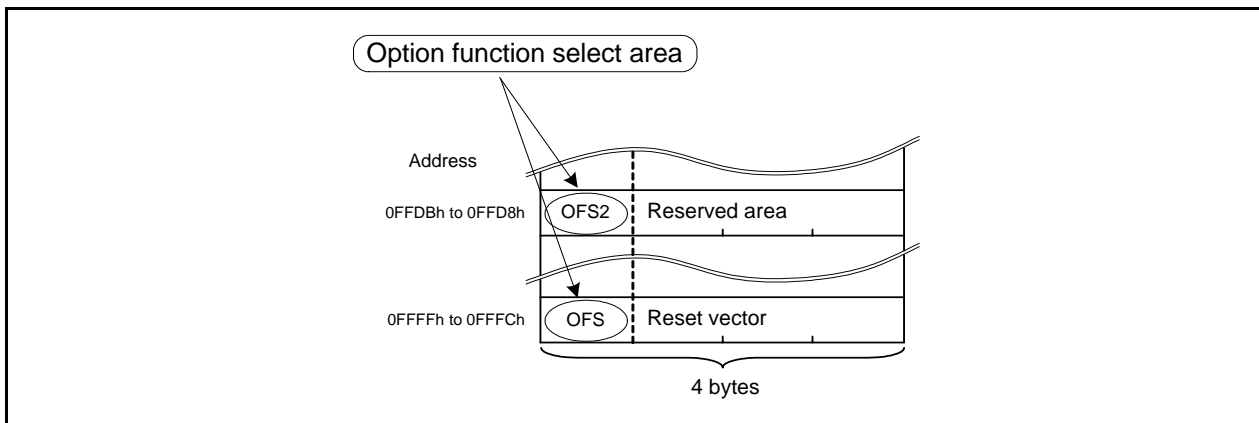 Option function select area
Address
0FFDBh to 0FFD8h OFS2 Reserved area
0FFFFh to 0FFFCh OFS Reset vector
4 bytes